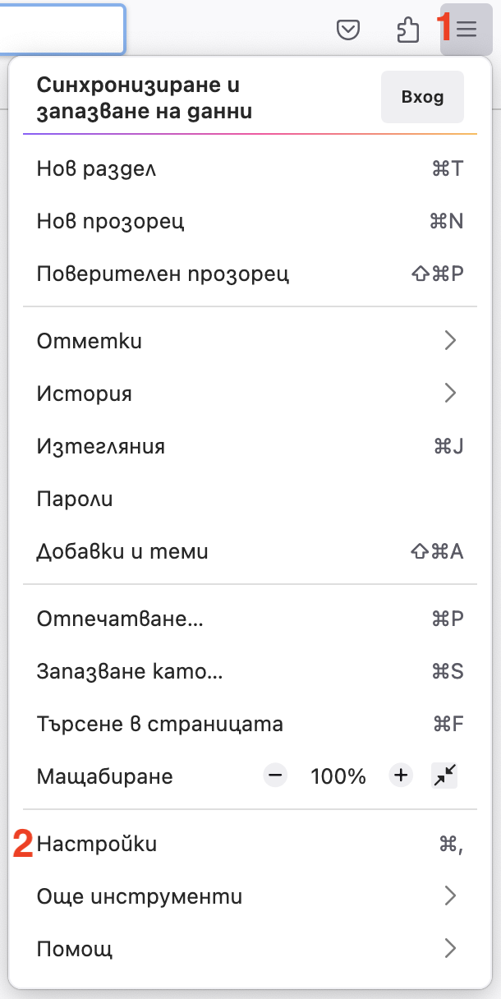 1
Синхронизиране и
запазване на данни
Вход
Нов раздел ⌘T
Нов прозорец ⌘N
Поверителен прозорец ⇧⌘P
Отметки
История
Изтегляния ⌘J
Пароли
Добавки и теми ⇧⌘A
Отпечатване... ⌘P
Запазване като... ⌘S
Търсене в страницата ⌘F
Мащабиране − 100% +
2 Настройки ⌘,
Още инструменти
Помощ